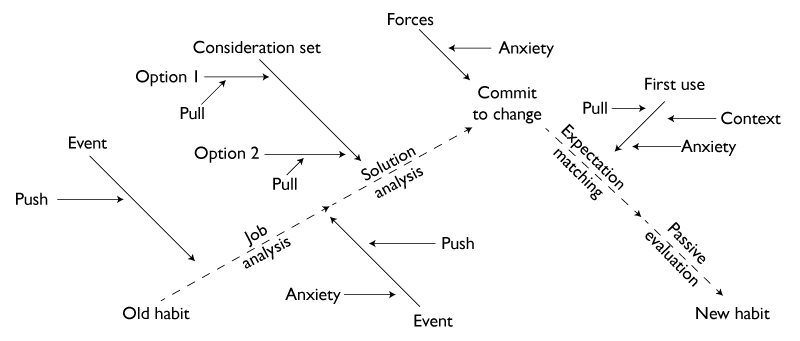 Forces
Consideration set
Anxiety
Option 1
Pull
Commit
to change
First use
Pull
Context
Anxiety
Event
Option 2
Pull
Solution
analysis
Expectation
matching
Push
Job
analysis
Push
Passive
evaluation
Anxiety
Old habit
Event
New habit